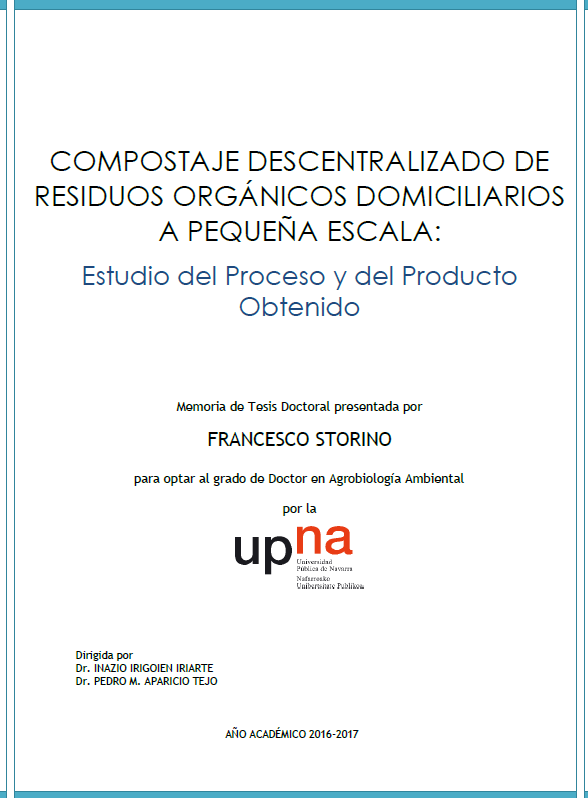 COMPOSTAJE DESCENTRALIZADO DE
RESIDUOS ORGÁNICOS DOMICILIARIOS
A PEQUEÑA ESCALA:
Estudio del Proceso y del Producto
Obtenido
Memoria de Tesis Doctoral presentada por
FRANCESCO STORINO
para optar al grado de Doctor en Agrobiología Ambiental
por la
upna
Universidad
Pública de Navarra
Nafarroako
Unibertsitate Publikoa
Dirigida por
Dr. INAZIO IRIGOIEN IRIARTE
Dr. PEDRO M. APARICIO TEJO
AÑO ACADÉMICO 2016-2017